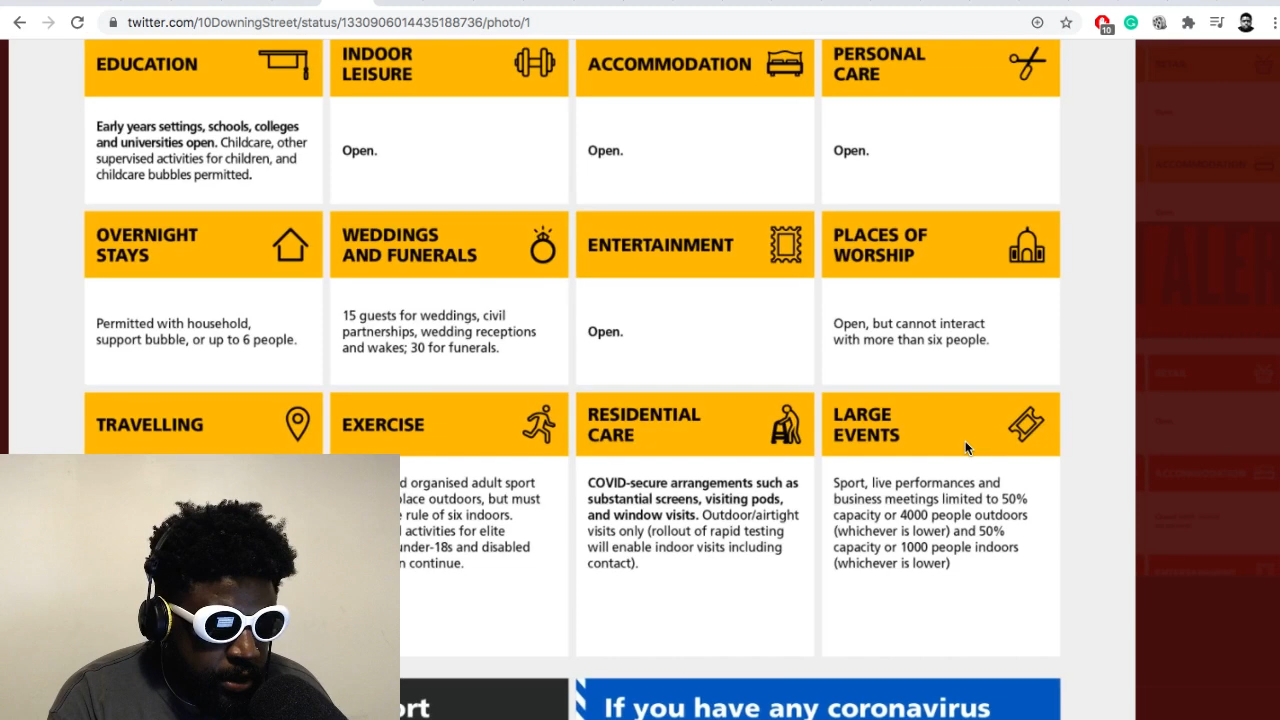 twitter.com/10DowningStreet/status/1330906014435188736/photo/1
10
EDUCATION
INDOOR
LEISURE
ACCOMMODATION
PERSONAL
CARE
Early years settings, schools, colleges
and universities open. Childcare, other
supervised activities for children, and
childcare bubbles permitted.
Open.
Open.
Open.
OVERNIGHT
STAYS
WEDDINGS
AND FUNERALS
ENTERTAINMENT
PLACES OF
WORSHIP
Permitted with household,
support bubble, or up to 6 people.
15 guests for weddings, civil
partnerships, wedding receptions
and wakes; 30 for funerals.
Open.
Open, but cannot interact
with more than six people.
TRAVELLING
EXERCISE
RESIDENTIAL
CARE
LARGE
EVENTS
d organised adult sport
place outdoors, but must
rule of six indoors.
activities for elite
under-18s and disabled
n continue.
COVID-secure arrangements such as
substantial screens, visiting pods,
and window visits. Outdoor/airtight
visits only (rollout of rapid testing
will enable indoor visits including
contact).
Sport, live performances and
business meetings limited to 50%
capacity or 4000 people outdoors
(whichever is lower) and 50%
capacity or 1000 people indoors
(whichever is lower)
ort
If you have any coronavirus
ALER